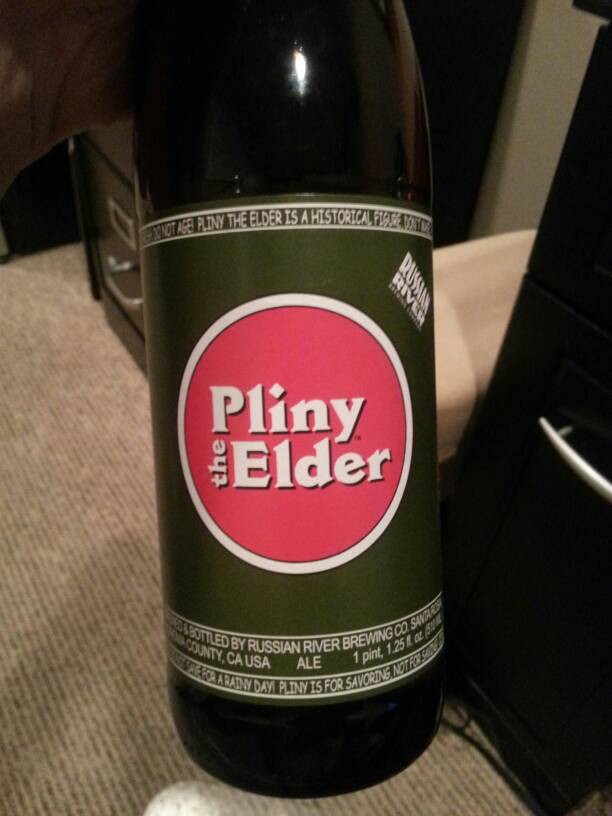 DO NOT AGE! PLINY THE ELDER IS A HISTORICAL FIGURE, DON'T
RUSSIAN
RIVER
Pliny
the
Elder
& BOTTLED BY RUSSIAN RIVER BREWING CO. SANTA
COUNTY, CA USA ALE 1 pint, 1.25 fl. oz.
SAVE FOR A RAINY DAY! PLINY IS FOR SAVORING, NOT FOR